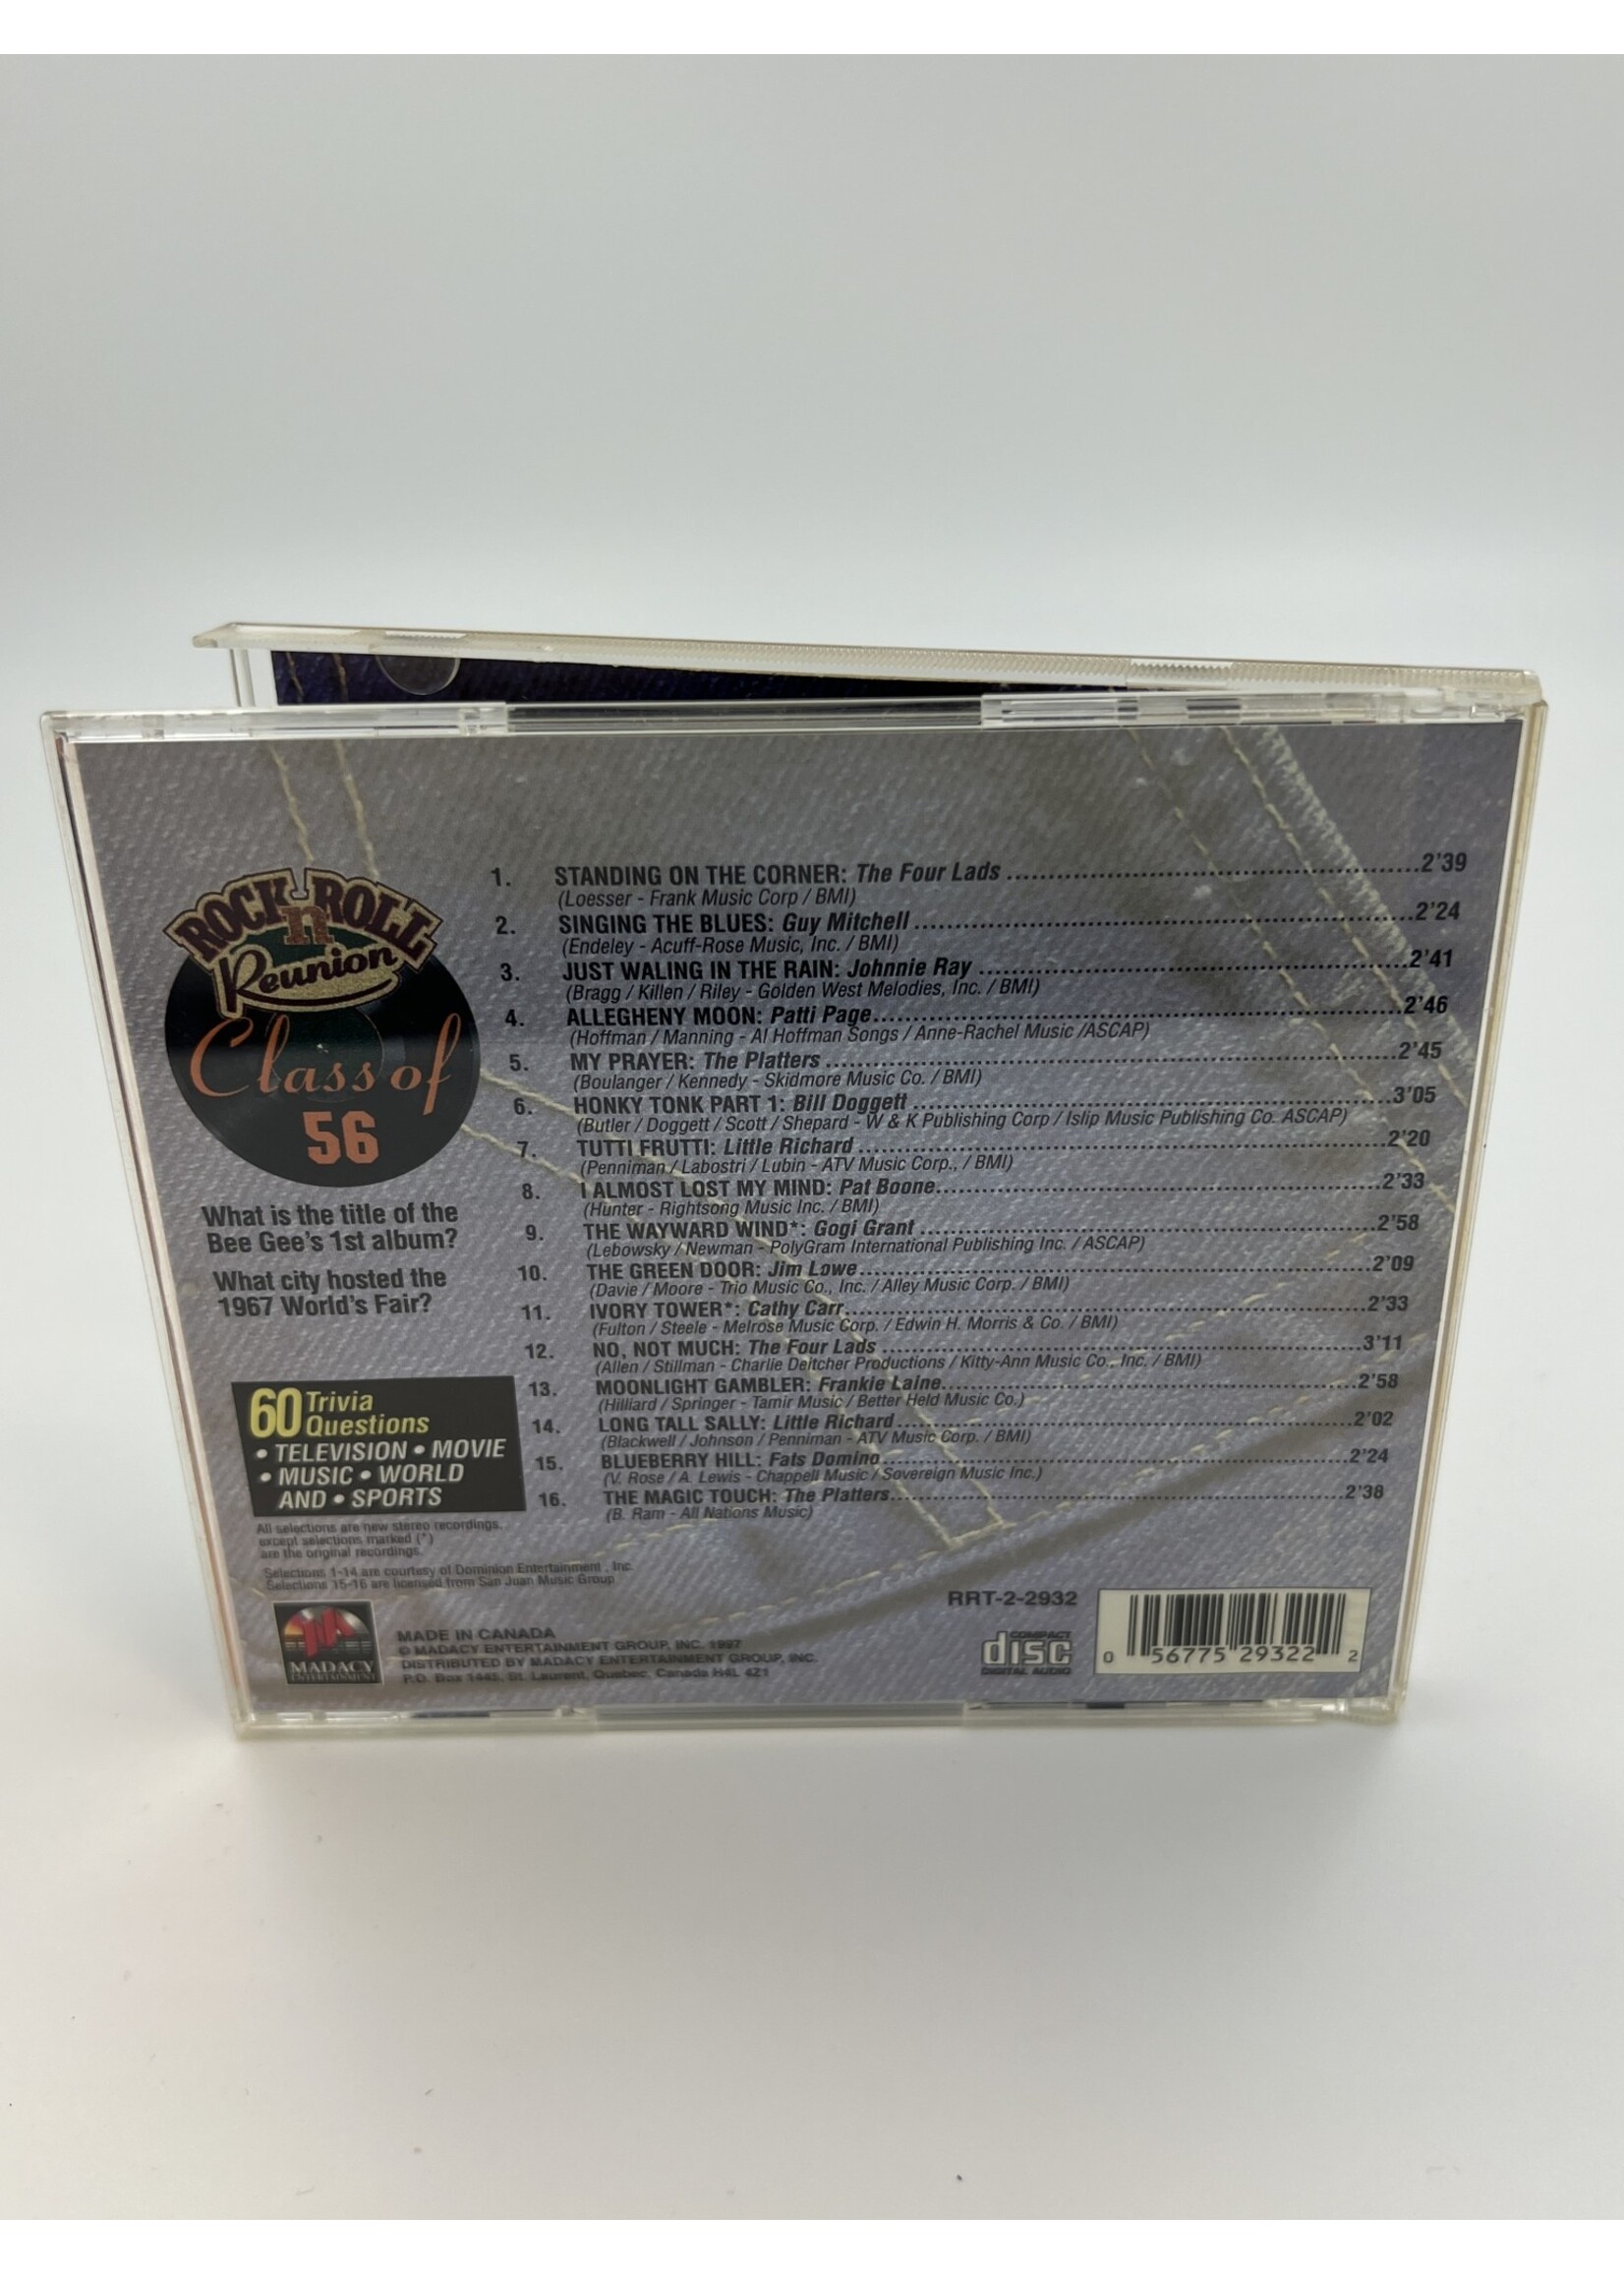 ROCK n ROLL
Reunion
Class of
56
What is the title of the
Bee Gee's 1st album?
What city hosted the
1967 World's Fair?
60 Trivia
Questions
• TELEVISION • MOVIE
• MUSIC • WORLD
AND • SPORTS
All selections are new stereo recordings,
except selections marked (*)
are the original recordings.
Selections 1-14 are courtesy of Dominion Entertainment , Inc.
Selections 15-16 are licensed from San Juan Music Group
1. STANDING ON THE CORNER: The Four Lads ........ 2'39
(Loesser - Frank Music Corp / BMI)
2. SINGING THE BLUES: Guy Mitchell ........ 2'24
(Endeley - Acuff-Rose Music, Inc. / BMI)
3. JUST WALING IN THE RAIN: Johnnie Ray ........ 2'41
(Bragg / Killen / Riley - Golden West Melodies, Inc. / BMI)
4. ALLEGHENY MOON: Patti Page ........ 2'46
(Hoffman / Manning - Al Hoffman Songs / Anne-Rachel Music /ASCAP)
5. MY PRAYER: The Platters ........ 2'45
(Boulanger / Kennedy - Skidmore Music Co. / BMI)
6. HONKY TONK PART 1: Bill Doggett ........ 3'05
(Butler / Doggett / Scott / Shepard - W & K Publishing Corp / Islip Music Publishing Co. ASCAP)
7. TUTTI FRUTTI: Little Richard ........ 2'20
(Penniman / Labostri / Lubin - ATV Music Corp., / BMI)
8. I ALMOST LOST MY MIND: Pat Boone ........ 2'33
(Hunter - Rightsong Music Inc. / BMI)
9. THE WAYWARD WIND*: Gogi Grant ........ 2'58
(Lebowsky / Newman - PolyGram International Publishing Inc. / ASCAP)
10. THE GREEN DOOR: Jim Lowe ........ 2'09
(Davie / Moore - Trio Music Co., Inc. / Alley Music Corp. / BMI)
11. IVORY TOWER*: Cathy Carr ........ 2'33
(Fulton / Steele - Melrose Music Corp. / Edwin H. Morris & Co. / BMI)
12. NO, NOT MUCH: The Four Lads ........ 3'11
(Allen / Stillman - Charlie Deitcher Productions / Kitty-Ann Music Co., Inc. / BMI)
13. MOONLIGHT GAMBLER: Frankie Laine ........ 2'58
(Hilliard / Springer - Tamir Music / Better Held Music Co.)
14. LONG TALL SALLY: Little Richard ........ 2'02
(Blackwell / Johnson / Penniman - ATV Music Corp. / BMI)
15. BLUEBERRY HILL: Fats Domino ........ 2'24
(V. Rose / A. Lewis - Chappell Music / Sovereign Music Inc.)
16. THE MAGIC TOUCH: The Platters ........ 2'38
(B. Ram - All Nations Music)
MADACY
ENTERTAINMENT
MADE IN CANADA
© MADACY ENTERTAINMENT GROUP, INC. 1997
DISTRIBUTED BY MADACY ENTERTAINMENT GROUP, INC.
P.O. Box 1445, St. Laurent, Quebec, Canada H4L 4Z1
RRT-2-2932
COMPACT
disc
DIGITAL AUDIO
0 56775 29322 2